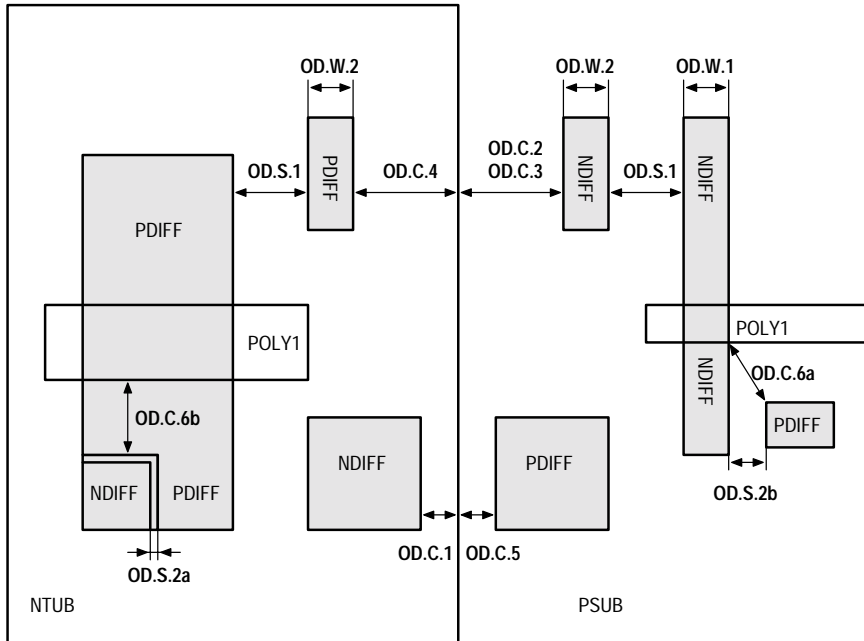 OD.W.2
OD.W.2
OD.W.1
OD.S.1
PDIFF
OD.C.4
OD.C.2
OD.C.3
NDIFF
OD.S.1
NDIFF
PDIFF
POLY1
POLY1
OD.C.6b
NDIFF
OD.C.6a
NDIFF
PDIFF
NDIFF
PDIFF
PDIFF
OD.S.2b
OD.S.2a
OD.C.1
OD.C.5
NTUB
PSUB